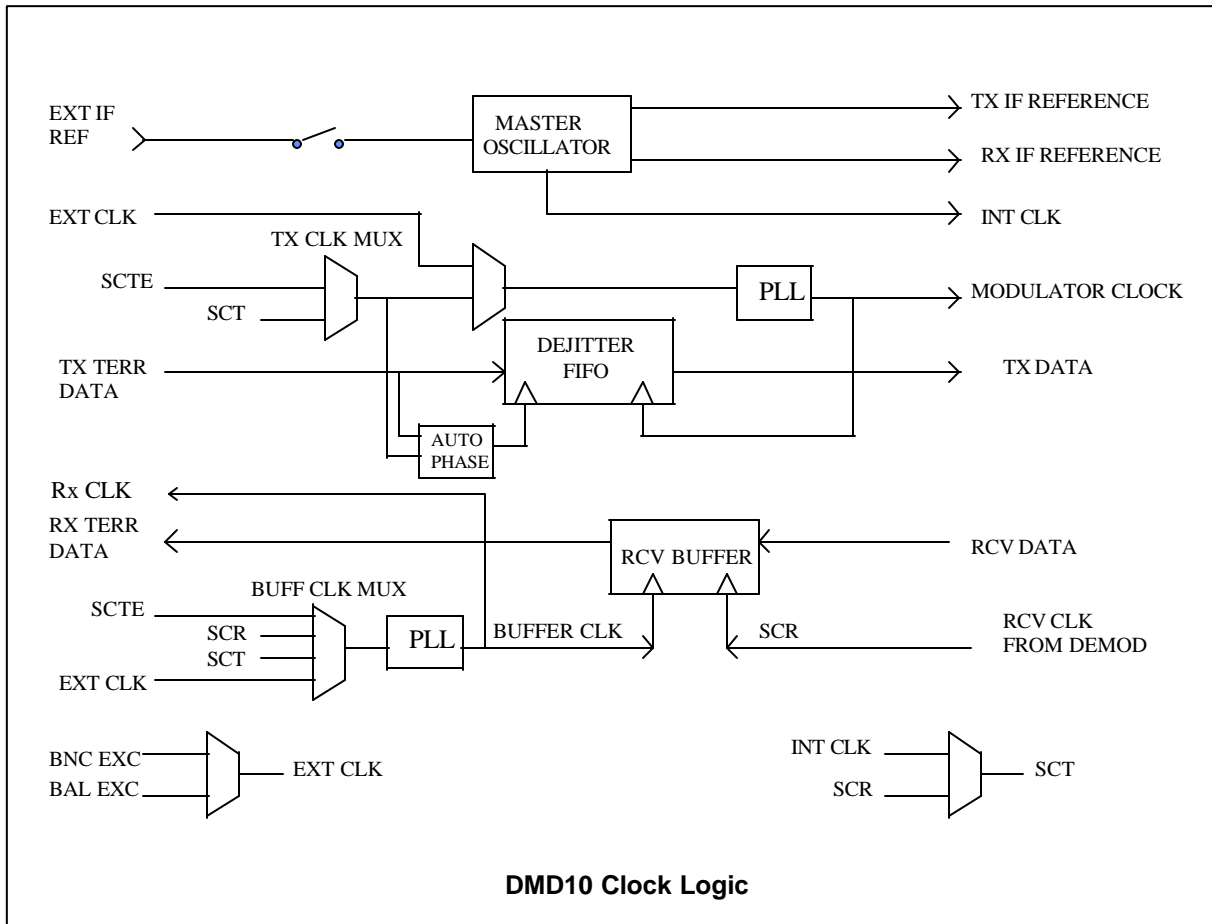 EXT IF
REF
MASTER
OSCILLATOR
TX IF REFERENCE
RX IF REFERENCE
EXT CLK
INT CLK
TX CLK MUX
SCTE
SCT
PLL
MODULATOR CLOCK
TX TERR
DATA
DEJITTER
FIFO
TX DATA
AUTO
PHASE
Rx CLK
RX TERR
DATA
RCV BUFFER
RCV DATA
BUFF CLK MUX
SCTE
SCR
SCT
EXT CLK
PLL
BUFFER CLK
SCR
RCV CLK
FROM DEMOD
BNC EXC
BAL EXC
EXT CLK
INT CLK
SCR
SCT
DMD10 Clock Logic